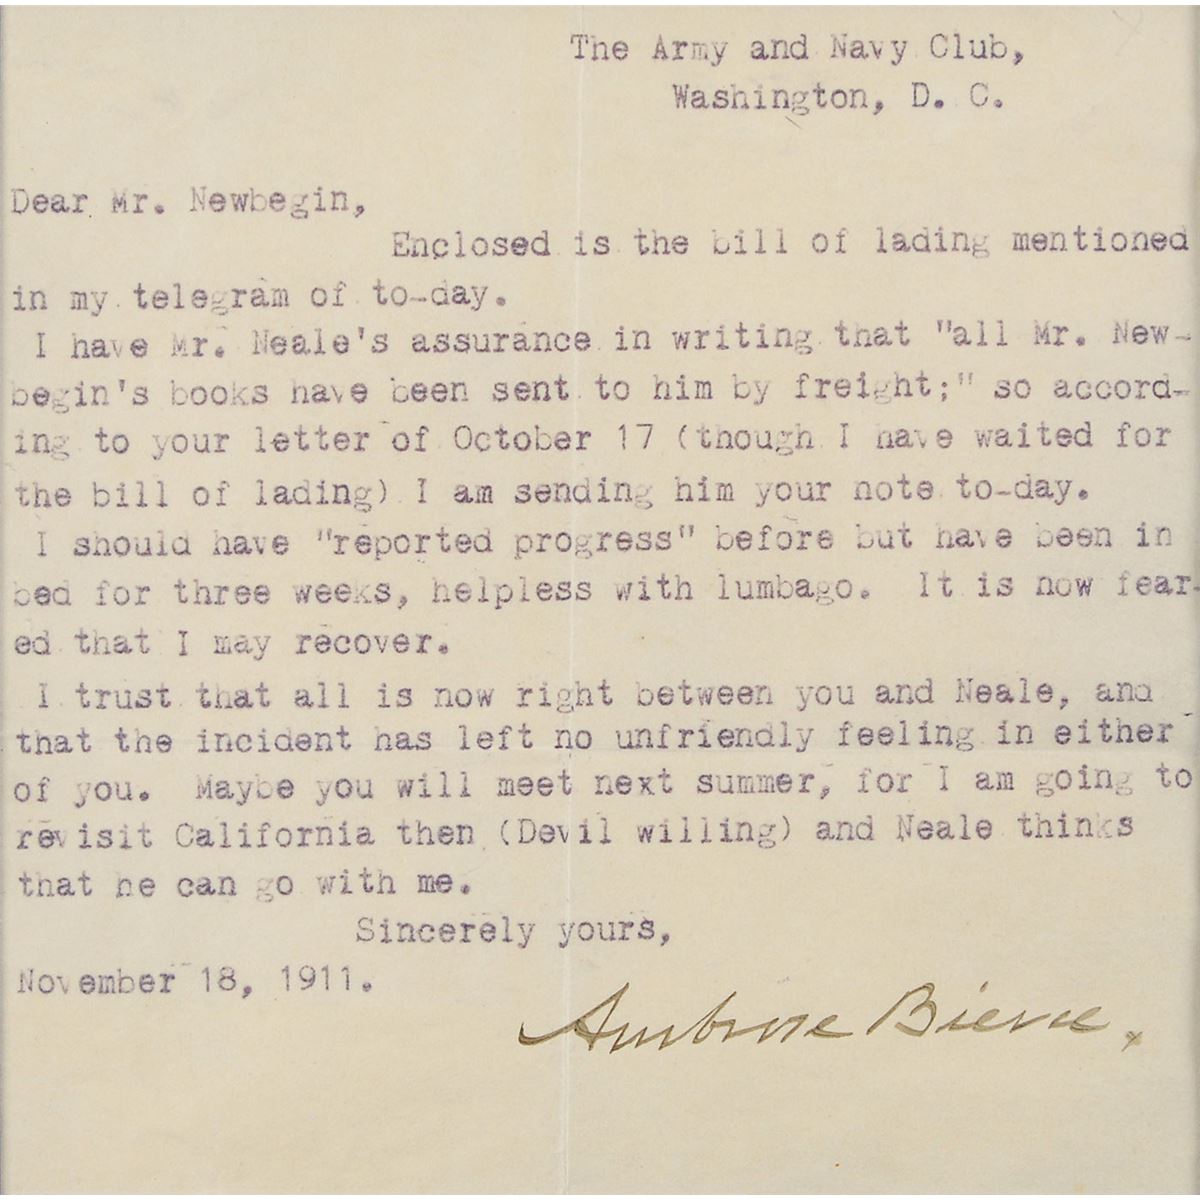 The Army and Navy Club,
Washington, D. C.
Dear Mr. Newbegin,
Enclosed is the bill of lading mentioned
in my telegram of to-day.
I have Mr. Neale's assurance in writing that "all Mr. New-
begin's books have been sent to him by freight;" so accord-
ing to your letter of October 17 (though I have waited for
the bill of lading) I am sending him your note to-day.
I should have "reported progress" before but have been in
bed for three weeks, helpless with lumbago. It is now fear-
ed that I may recover.
I trust that all is now right between you and Neale, and
that the incident has left no unfriendly feeling in either
of you. Maybe you will meet next summer, for I am going to
revisit California then (Devil willing) and Neale thinks
that he can go with me.
Sincerely yours,
November 18, 1911.
Ambrose Bierce.